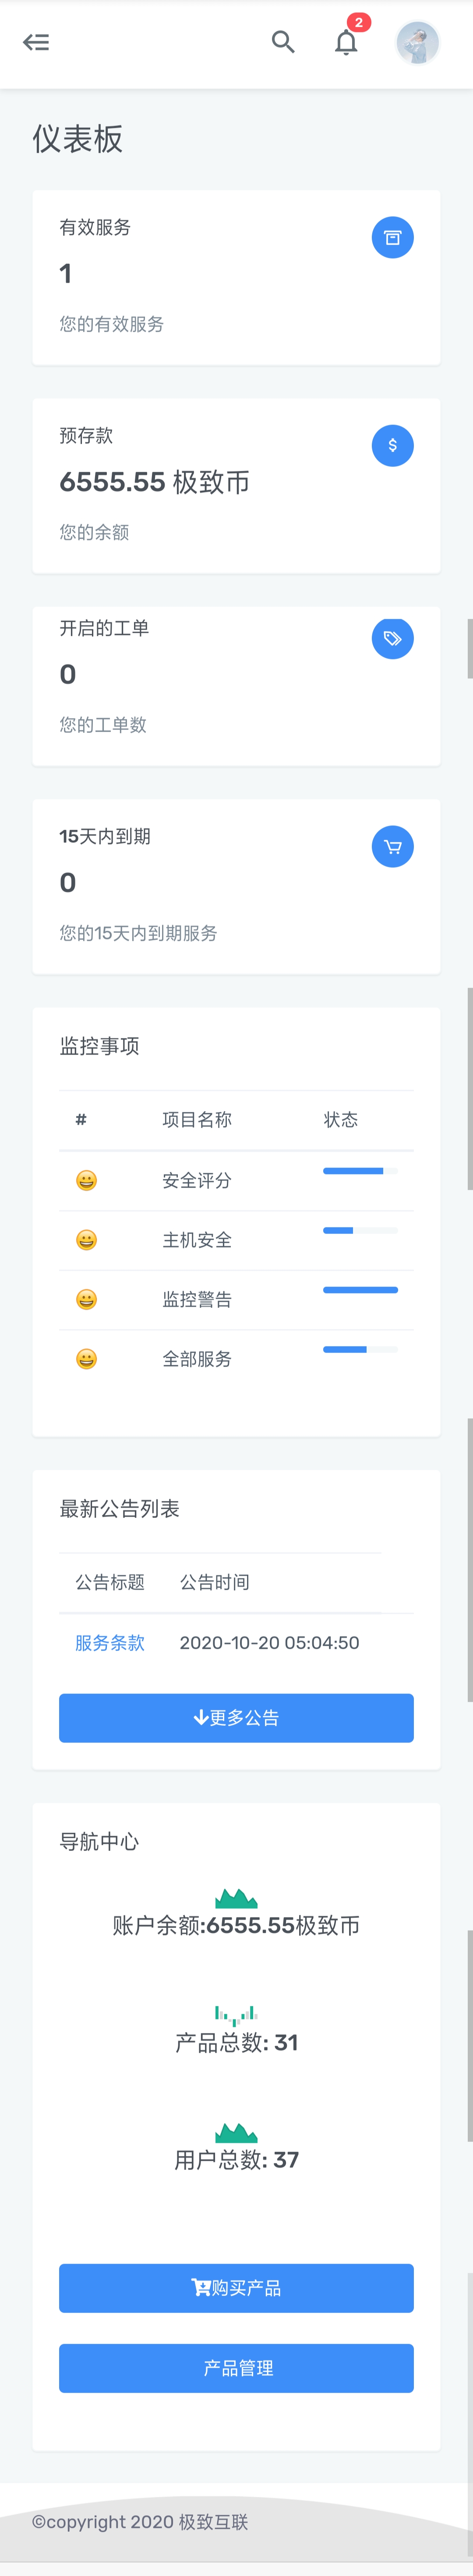 2
仪表板
有效服务
1
您的有效服务
预存款
$
6555.55 极致币
您的余额
开启的工单
0
您的工单数
15天内到期
0
您的15天内到期服务
监控事项
# 项目名称 状态
安全评分
主机安全
监控警告
全部服务
最新公告列表
公告标题 公告时间
服务条款 2020-10-20 05:04:50
更多公告
导航中心
账户余额:6555.55极致币
产品总数: 31
用户总数: 37
购买产品
产品管理
©copyright 2020 极致互联